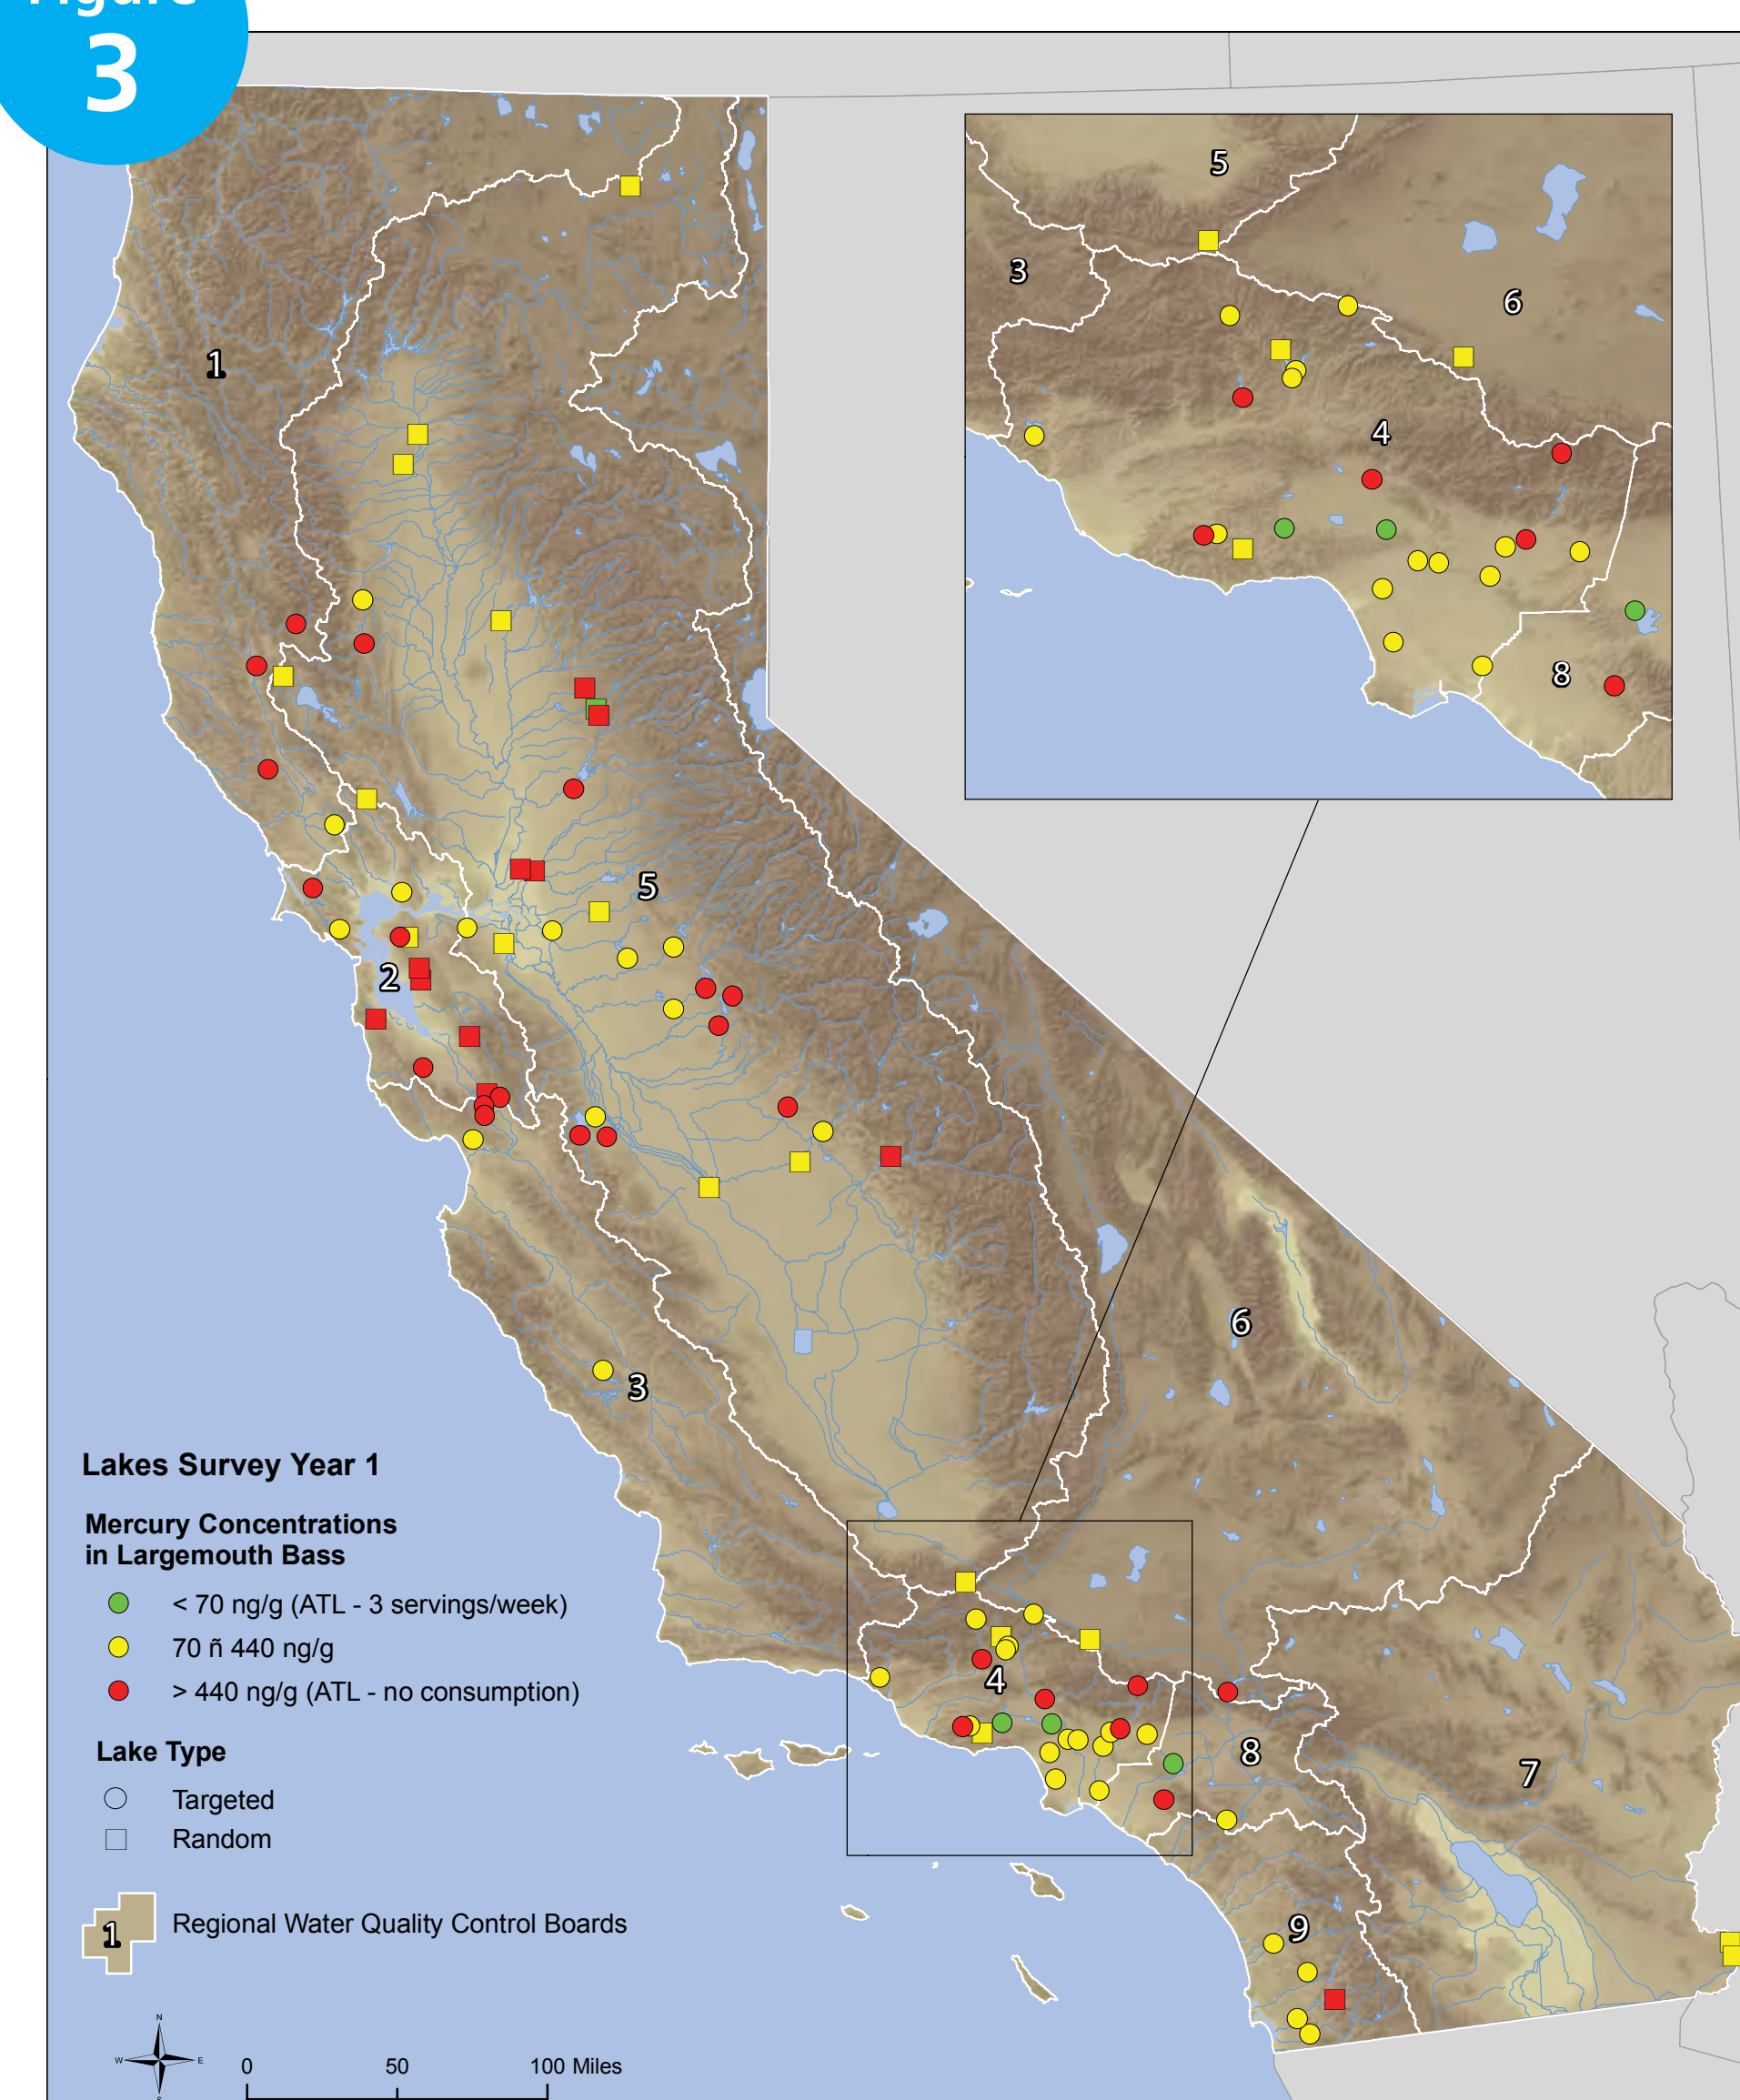 Figure
3
5
3
6
4
8
1
5
2
6
3
4
8
7
9
Lakes Survey Year 1
Mercury Concentrations
in Largemouth Bass
< 70 ng/g (ATL - 3 servings/week)
70 ñ 440 ng/g
> 440 ng/g (ATL - no consumption)
Lake Type
Targeted
Random
1 Regional Water Quality Control Boards
N
W E
S
0 50 100 Miles